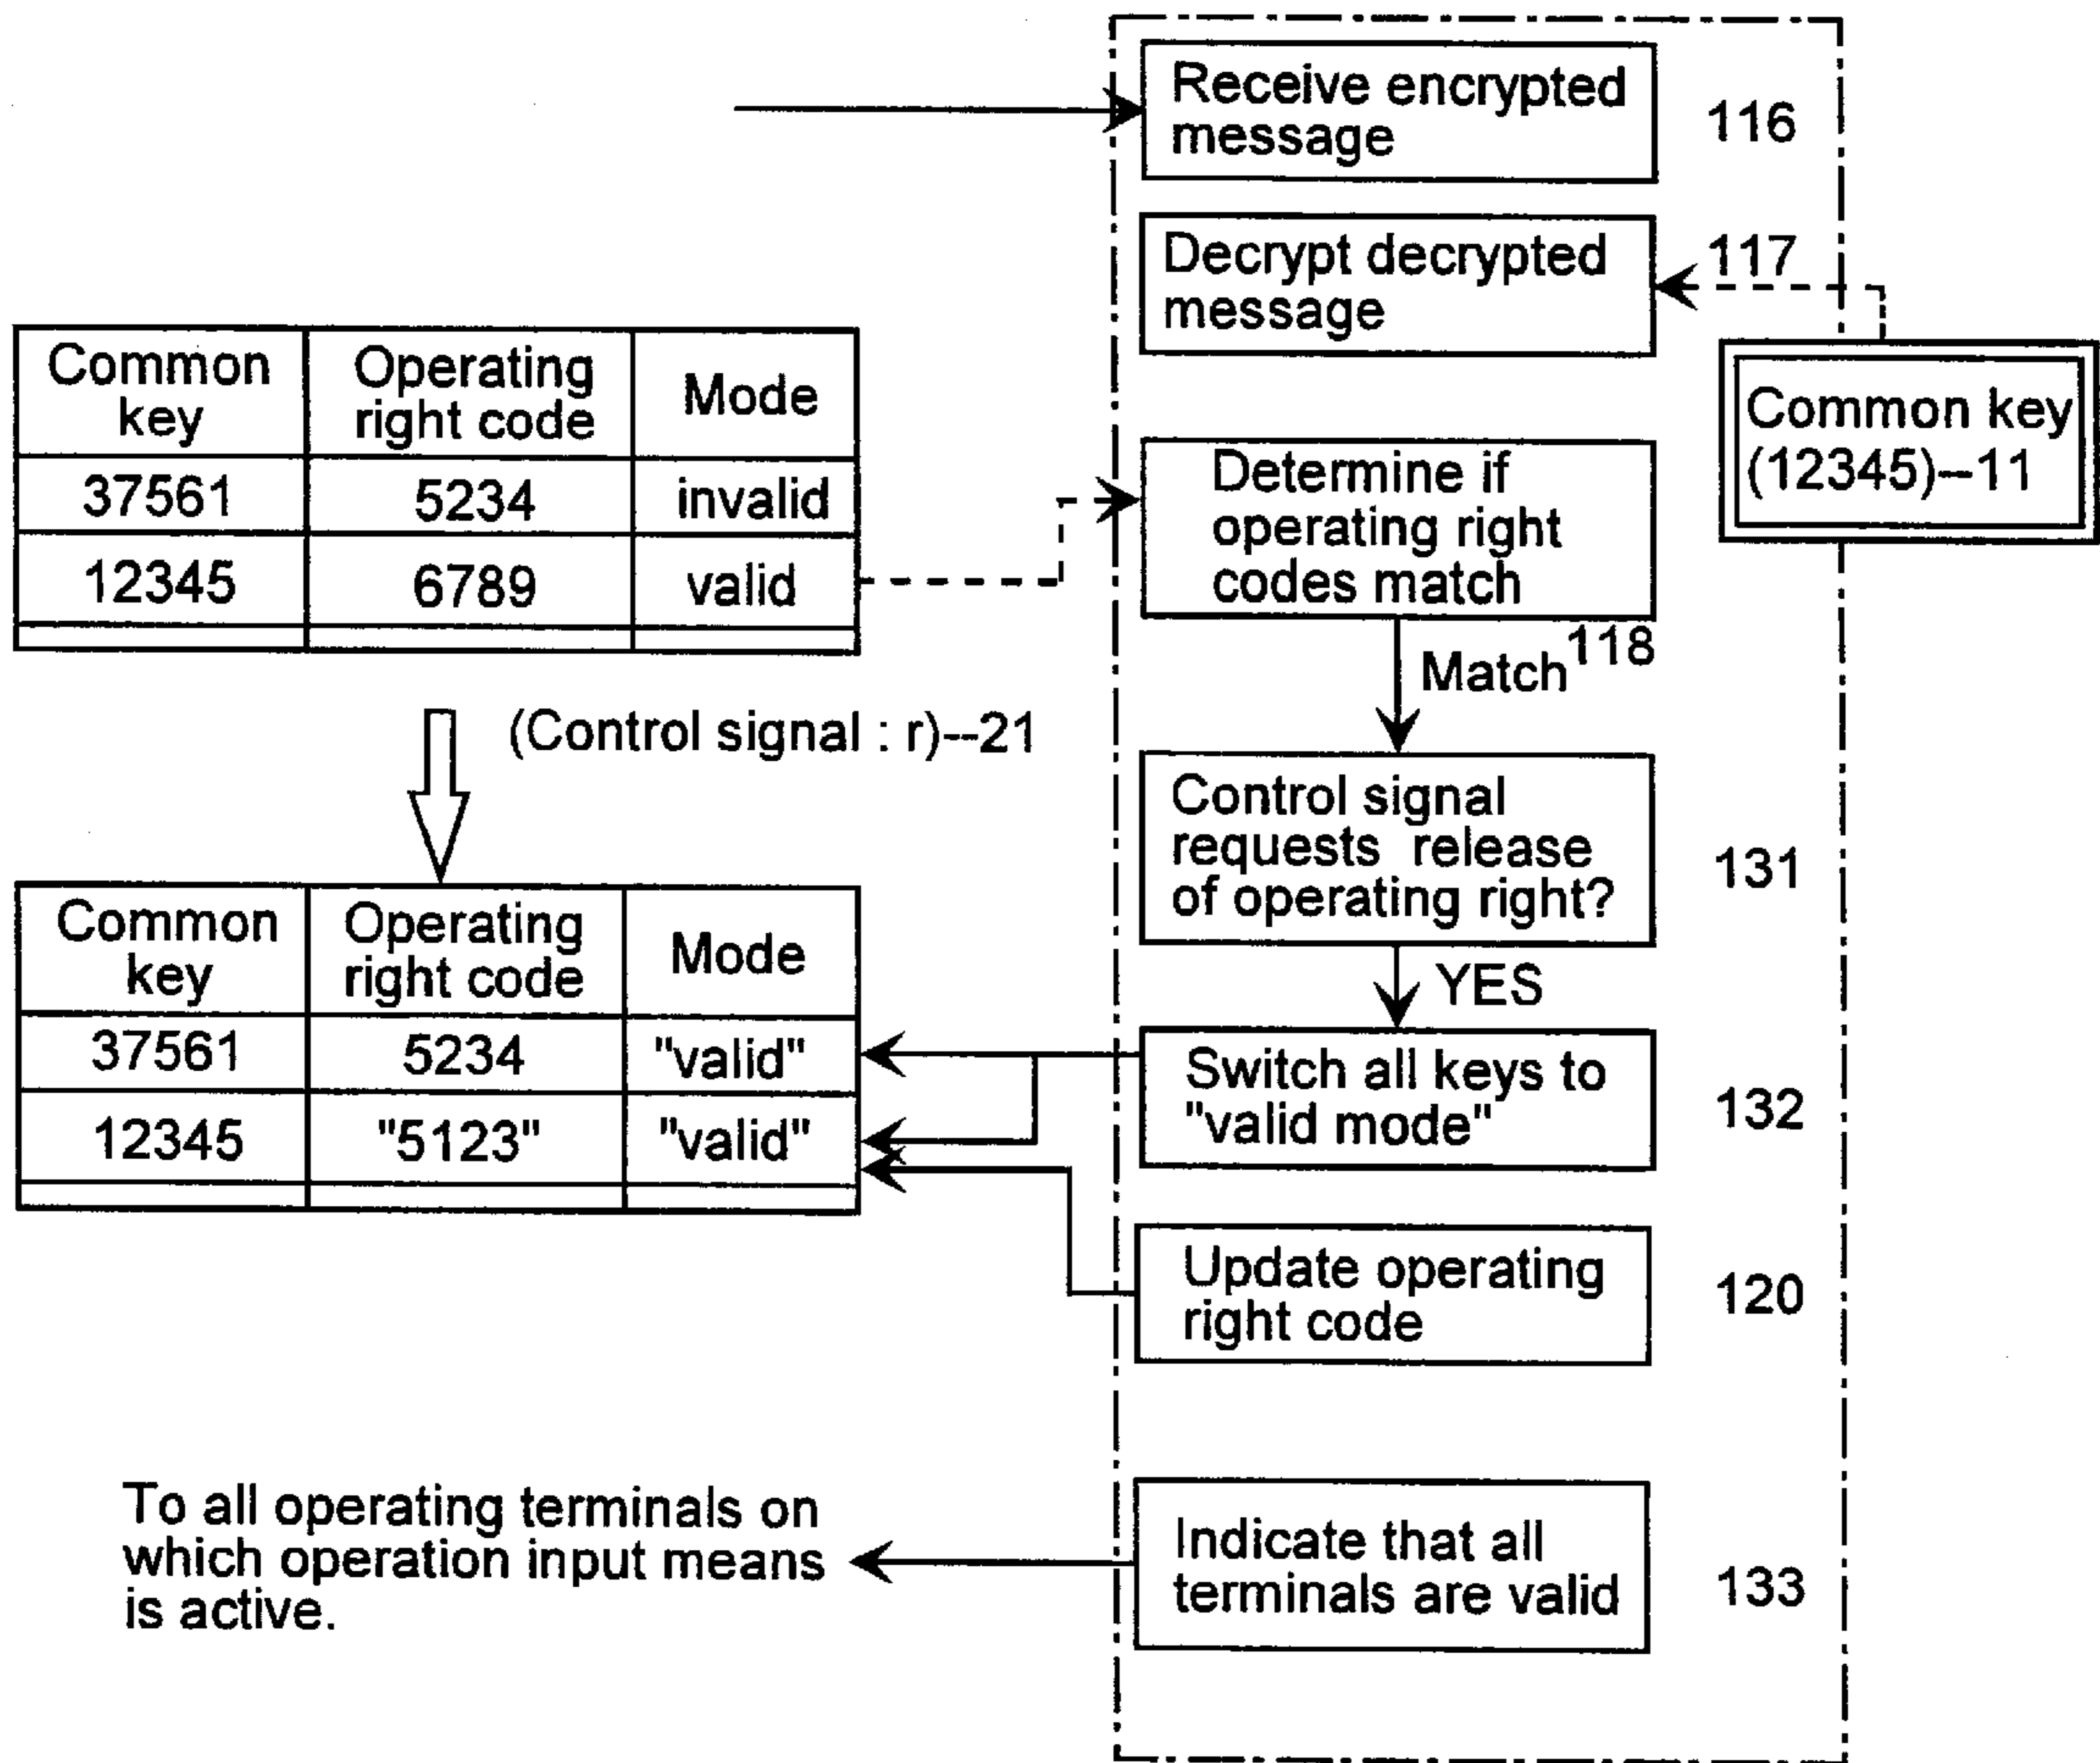 Receive encrypted
message
116
Decrypt decrypted
message
117
Common key
(12345)--11
Common
key
Operating
right code
Mode
37561
5234
invalid
12345
6789
valid
Determine if
operating right
codes match
118
Match
(Control signal : r)--21
Control signal
requests release
of operating right?
131
YES
Common
key
Operating
right code
Mode
37561
5234
"valid"
12345
"5123"
"valid"
Switch all keys to
"valid mode"
132
Update operating
right code
120
To all operating terminals on
which operation input means
is active.
Indicate that all
terminals are valid
133